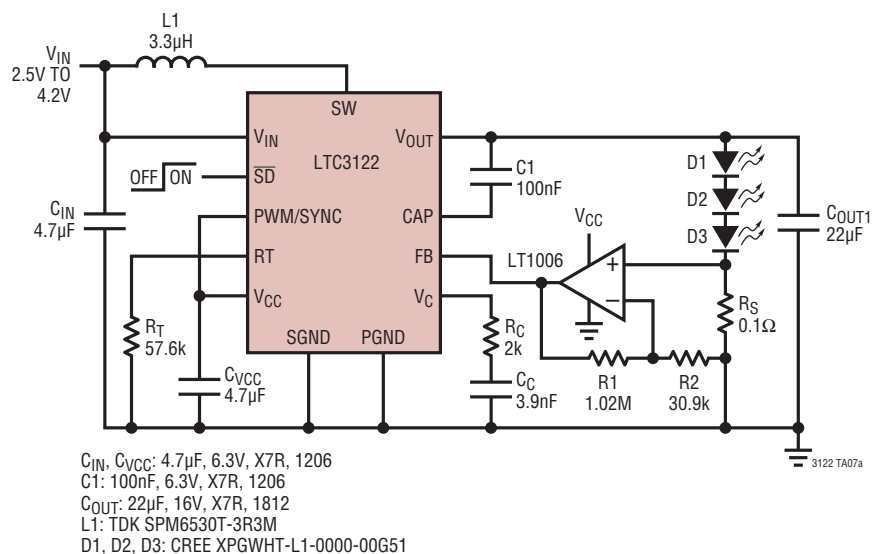 L1
3.3µH
VIN
2.5V TO
4.2V
SW
VIN
VOUT
LTC3122
OFF ON
SD
C1
100nF
D1
D2
D3
CIN
4.7µF
PWM/SYNC
CAP
VCC
COUT1
22µF
RT
FB
LT1006
+
–
VCC
VC
RT
57.6k
SGND
PGND
RC
2k
RS
0.1Ω
CVCC
4.7µF
CC
3.9nF
R1
1.02M
R2
30.9k
3122 TA07a
CIN, CVCC: 4.7µF, 6.3V, X7R, 1206
C1: 100nF, 6.3V, X7R, 1206
COUT: 22µF, 16V, X7R, 1812
L1: TDK SPM6530T-3R3M
D1, D2, D3: CREE XPGWHT-L1-0000-00G51